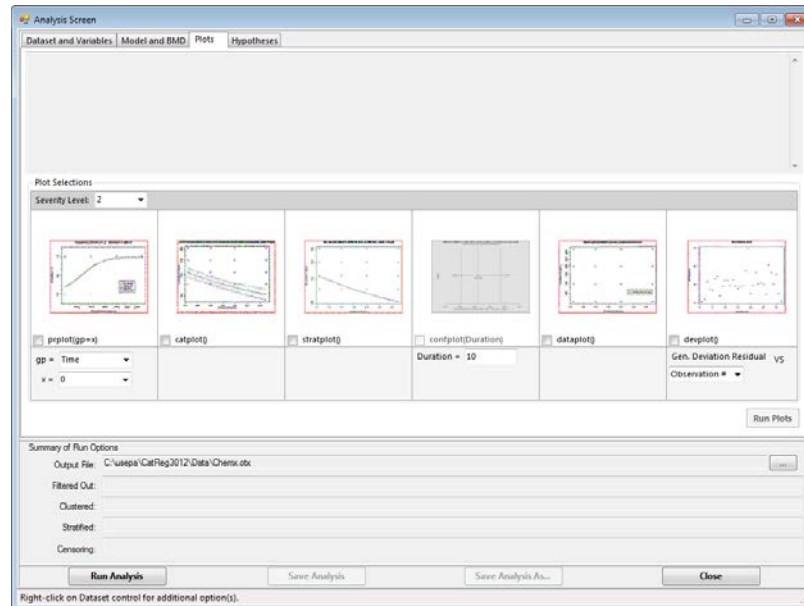 Analysis Screen
Dataset and Variables Model and BMD Plots Hypotheses
Plot Selections
Severity Level: 2
prplot(gp=x) catplot() stratplot() confplot(Duration) dataplot() devplot()
gp = Time
x = 0
Duration = 10
Gen. Deviation Residual VS
Observation #
Run Plots
Summary of Run Options
Output File: C:\usepa\CatReg3012\Data\Chemx.otx
...
Filtered Out:
Clustered:
Stratified:
Censoring:
Run Analysis Save Analysis Save Analysis As... Close
Right-click on Dataset control for additional option(s).